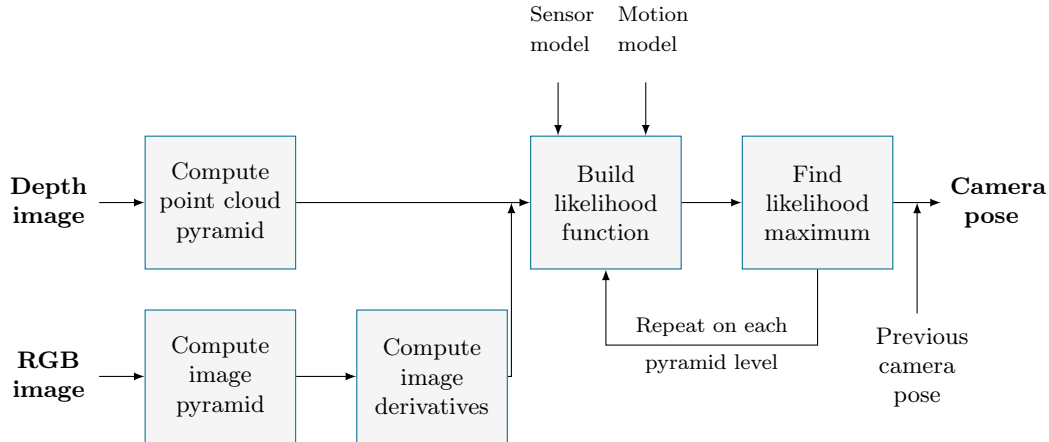 Sensor
model
Motion
model
Depth
image
Compute
point cloud
pyramid
Build
likelihood
function
Find
likelihood
maximum
Camera
pose
Repeat on each
pyramid level
Previous
camera
pose
RGB
image
Compute
image
pyramid
Compute
image
derivatives